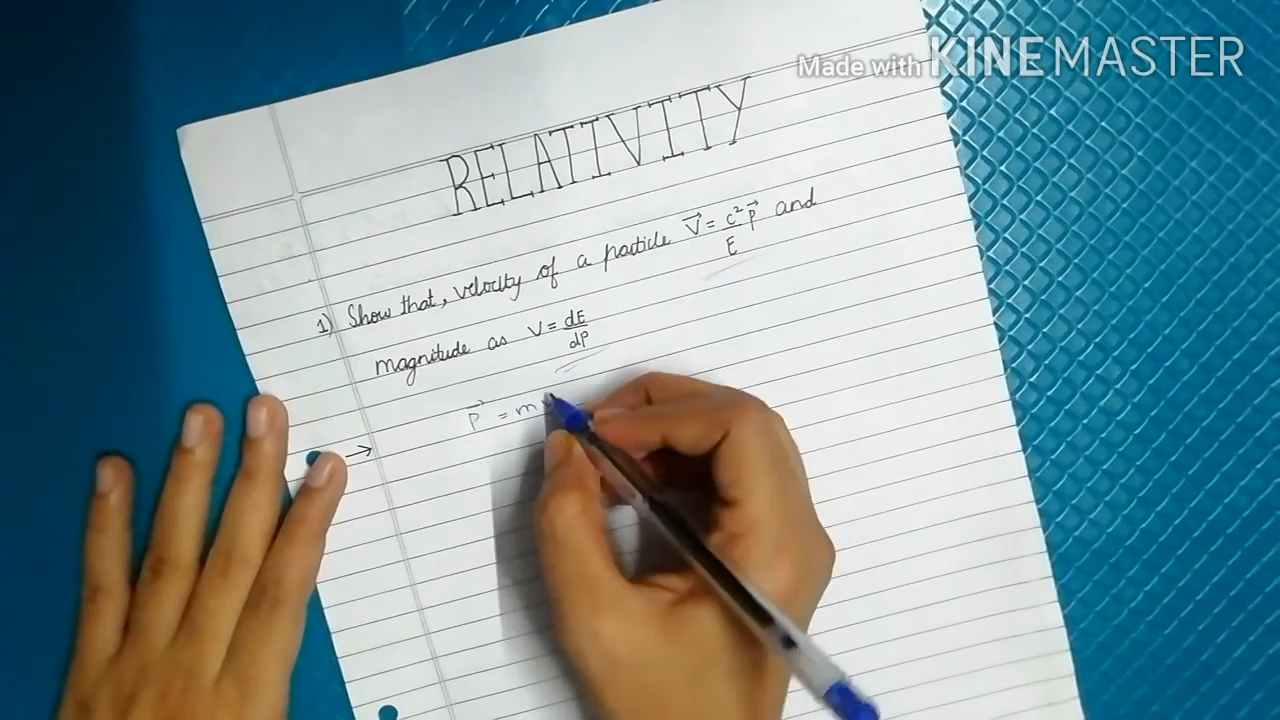 Made with KINEMASTER
RELATIVITY
1) Show that, velocity of a particle V⃗ = c²p⃗/E and
magnitude as V = dE/dP
→ p⃗ = m